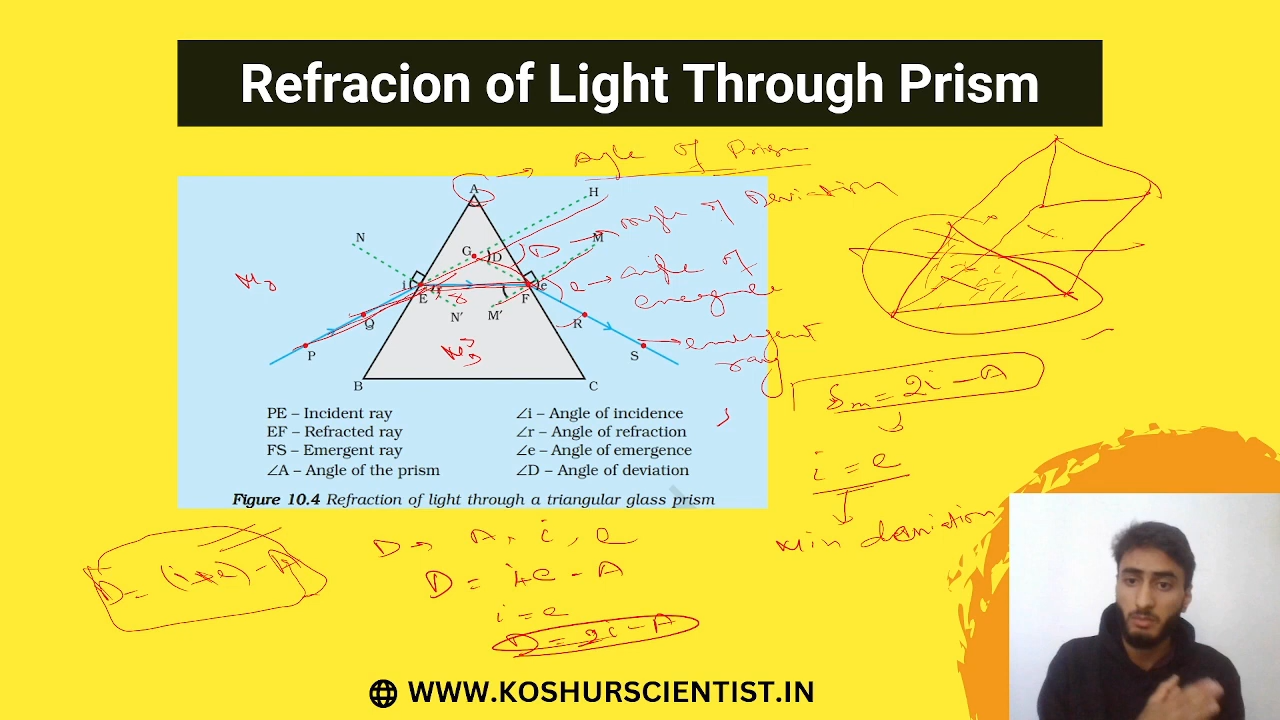 Refracion of Light Through Prism
Angle of Prism
A
H
N
M
G
D
D → angle of Deviation
i
e
e → angle of
emergence
E
F
r
N'
M'
Q
R
P
S
→ emergent
ray
B
C
PE – Incident ray
EF – Refracted ray
FS – Emergent ray
∠A – Angle of the prism
∠i – Angle of incidence
∠r – Angle of refraction
∠e – Angle of emergence
∠D – Angle of deviation
Figure 10.4 Refraction of light through a triangular glass prism
δm = 2i - A
i = e
Min deviation
D = (i+e) - A
D → A, i, e
D = i+e - A
i = e
D = 2i - A
WWW.KOSHURSCIENTIST.IN